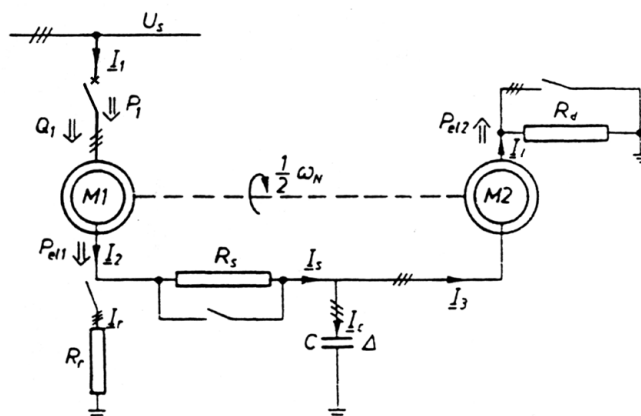 U_s
I_1
P_1
Q_1
M1
1/2 ω_N
P_el2
I_l
R_d
M2
P_el1
I_2
R_s
I_s
I_3
I_r
R_r
I_c
C Δ